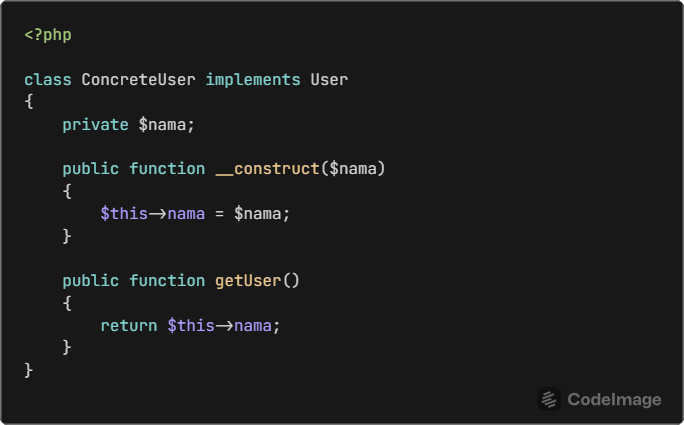 <?php
class ConcreteUser implements User
{
private $nama;
public function __construct($nama)
{
$this->nama = $nama;
}
public function getUser()
{
return $this->nama;
}
}
CodeImage